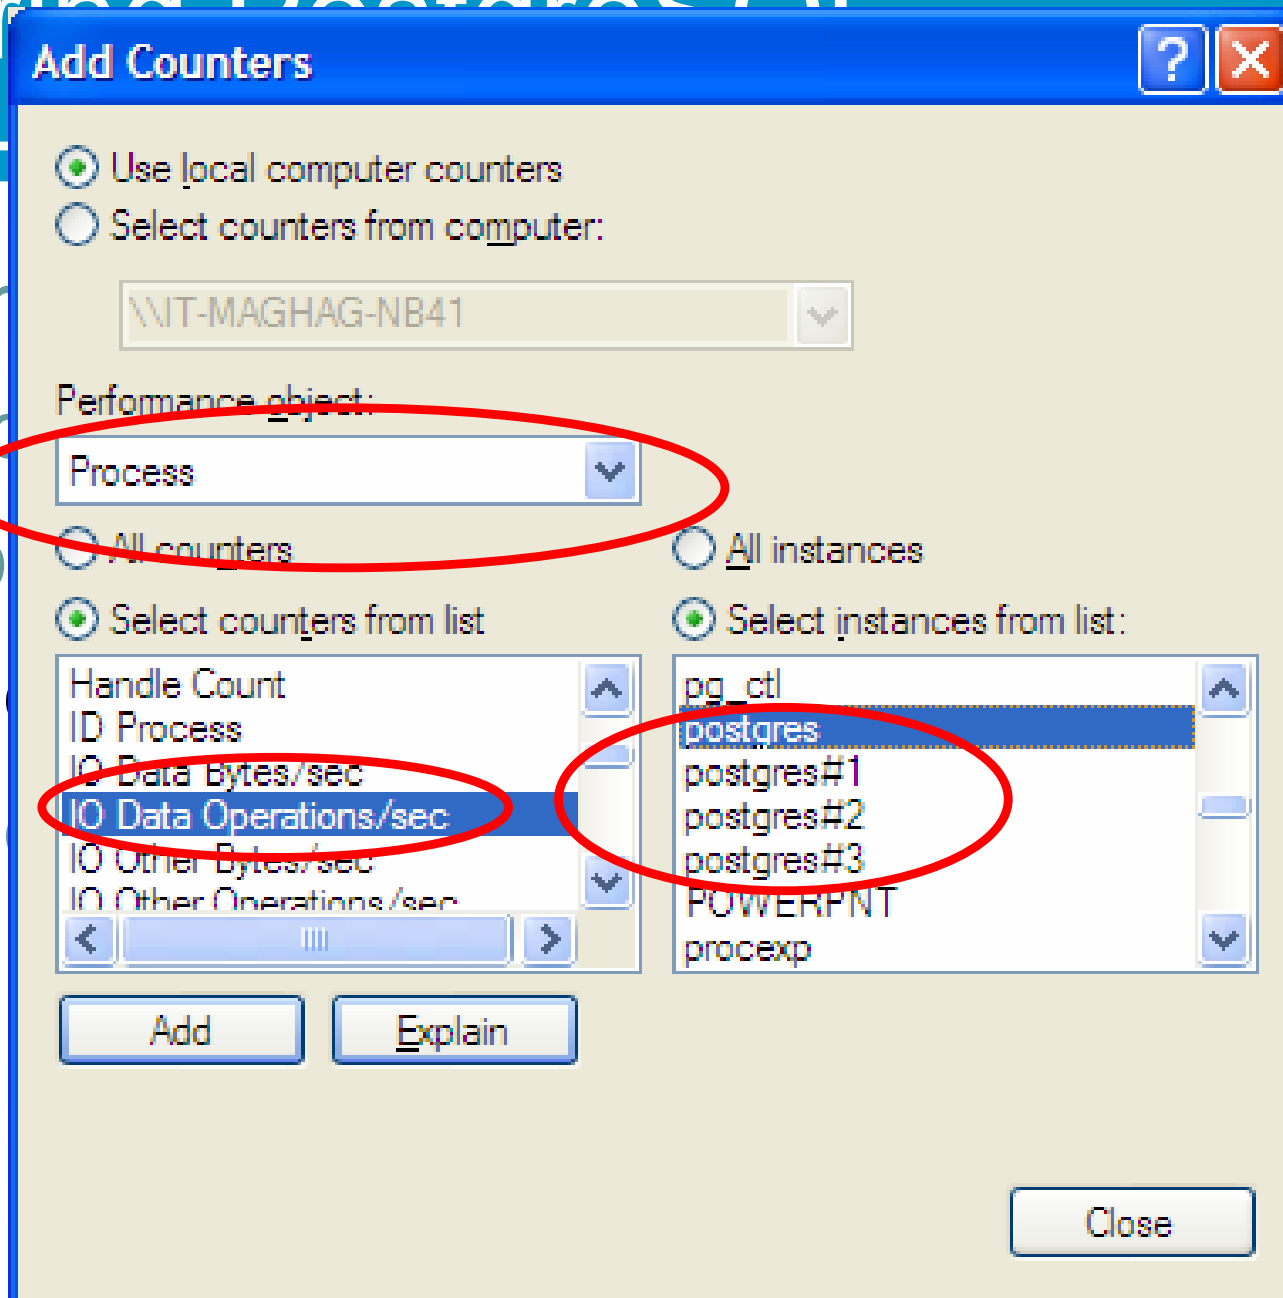 Add Counters
Use local computer counters
Select counters from computer:
\\IT-MAGHAG-NB41
Performance object:
Process
All counters
All instances
Select counters from list
Select instances from list:
Handle Count
ID Process
IO Data Bytes/sec
IO Data Operations/sec
IO Other Bytes/sec
IO Other Operations/sec
pg_ctl
postgres
postgres#1
postgres#2
postgres#3
POWERPNT
procexp
Add
Explain
Close